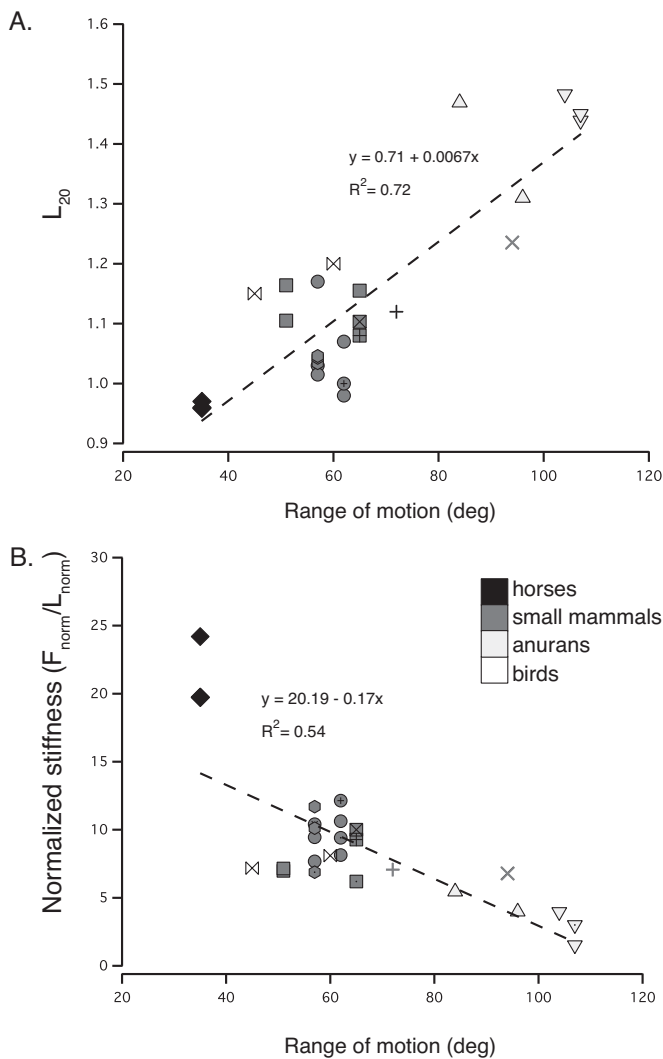 A.
1.6
1.5
1.4
1.3
1.2
1.1
1.0
0.9
L20
y = 0.71 + 0.0067x
R2= 0.72
20
40
60
80
100
120
Range of motion (deg)
B.
30
25
20
15
10
5
0
Normalized stiffness (Fnorm/Lnorm)
horses
small mammals
anurans
birds
y = 20.19 - 0.17x
R2= 0.54
20
40
60
80
100
120
Range of motion (deg)